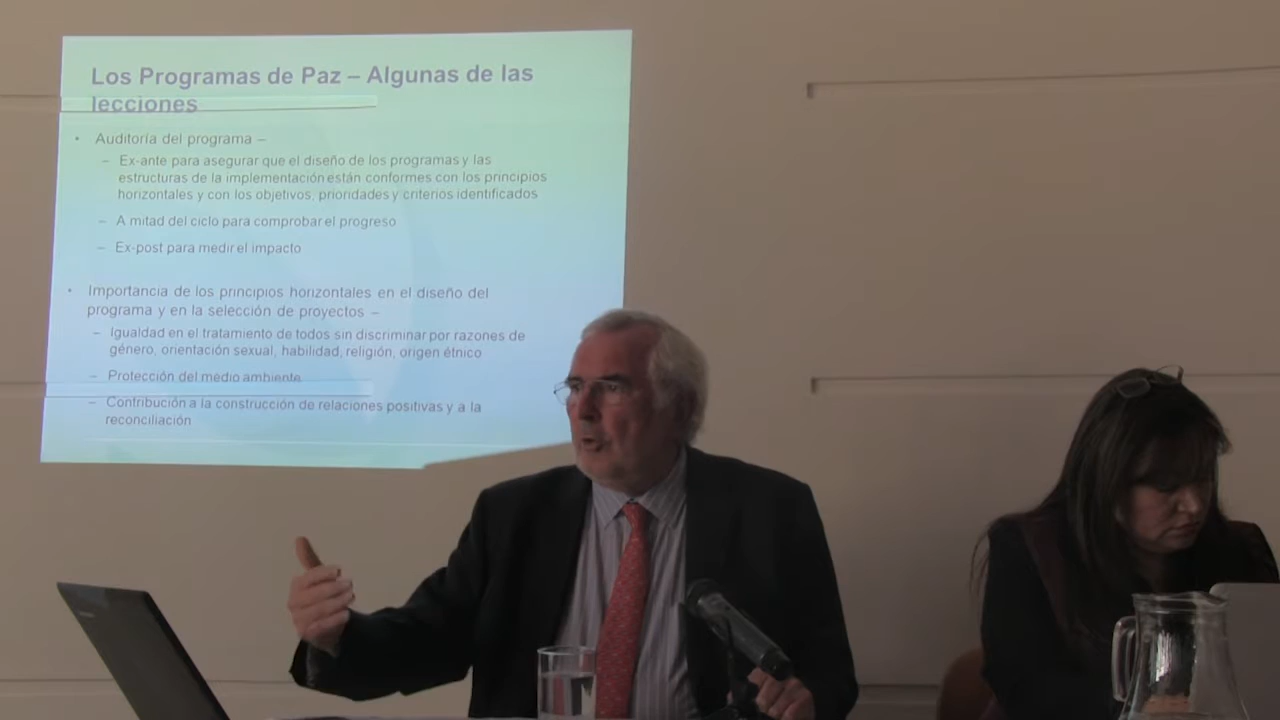 Los Programas de Paz – Algunas de las
lecciones
• Auditoría del programa –
– Ex-ante para asegurar que el diseño de los programas y las
estructuras de la implementación están conformes con los principios
horizontales y con los objetivos, prioridades y criterios identificados
– A mitad del ciclo para comprobar el progreso
– Ex-post para medir el impacto
• Importancia de los principios horizontales en el diseño del
programa y en la selección de proyectos –
– Igualdad en el tratamiento de todos sin discriminar por razones de
género, orientación sexual, habilidad, religión, origen étnico
– Protección del medio ambiente
– Contribución a la construcción de relaciones positivas y a la
reconciliación